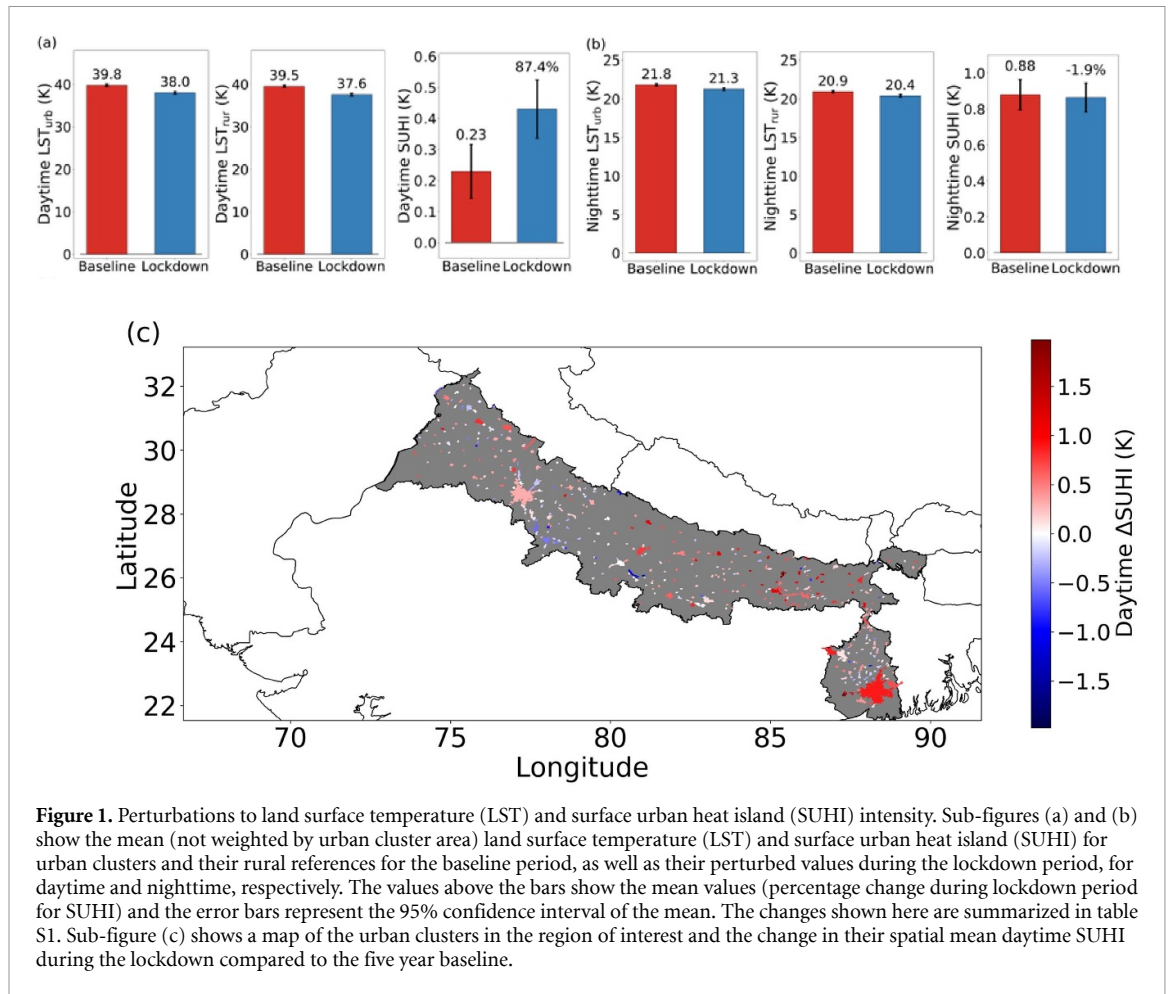 (a)
Daytime LST_urb (K)
40
30
20
10
0
39.8
38.0
Baseline Lockdown
Daytime LST_rur (K)
40
30
20
10
0
39.5
37.6
Baseline Lockdown
Daytime SUHI (K)
0.6
0.5
0.4
0.3
0.2
0.1
0.0
0.23
87.4%
Baseline Lockdown
(b)
Nighttime LST_urb (K)
25
20
15
10
5
0
21.8
21.3
Baseline Lockdown
Nighttime LST_rur (K)
25
20
15
10
5
0
20.9
20.4
Baseline Lockdown
Nighttime SUHI (K)
1.0
0.8
0.6
0.4
0.2
0.0
0.88
-1.9%
Baseline Lockdown
(c)
Latitude
32
30
28
26
24
22
70 75 80 85 90
Longitude
1.5
1.0
0.5
0.0
−0.5
−1.0
−1.5
Daytime ΔSUHI (K)
Figure 1. Perturbations to land surface temperature (LST) and surface urban heat island (SUHI) intensity. Sub-figures (a) and (b)
show the mean (not weighted by urban cluster area) land surface temperature (LST) and surface urban heat island (SUHI) for
urban clusters and their rural references for the baseline period, as well as their perturbed values during the lockdown period, for
daytime and nighttime, respectively. The values above the bars show the mean values (percentage change during lockdown period
for SUHI) and the error bars represent the 95% confidence interval of the mean. The changes shown here are summarized in table
S1. Sub-figure (c) shows a map of the urban clusters in the region of interest and the change in their spatial mean daytime SUHI
during the lockdown compared to the five year baseline.